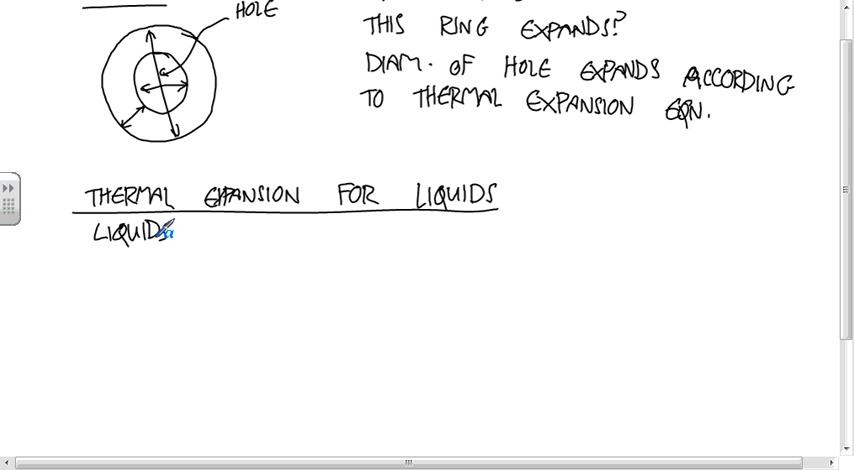 HOLE
THIS RING EXPANDS?
DIAM. OF HOLE EXPANDS ACCORDING
TO THERMAL EXPANSION EQN.
THERMAL EXPANSION FOR LIQUIDS
LIQUIDS